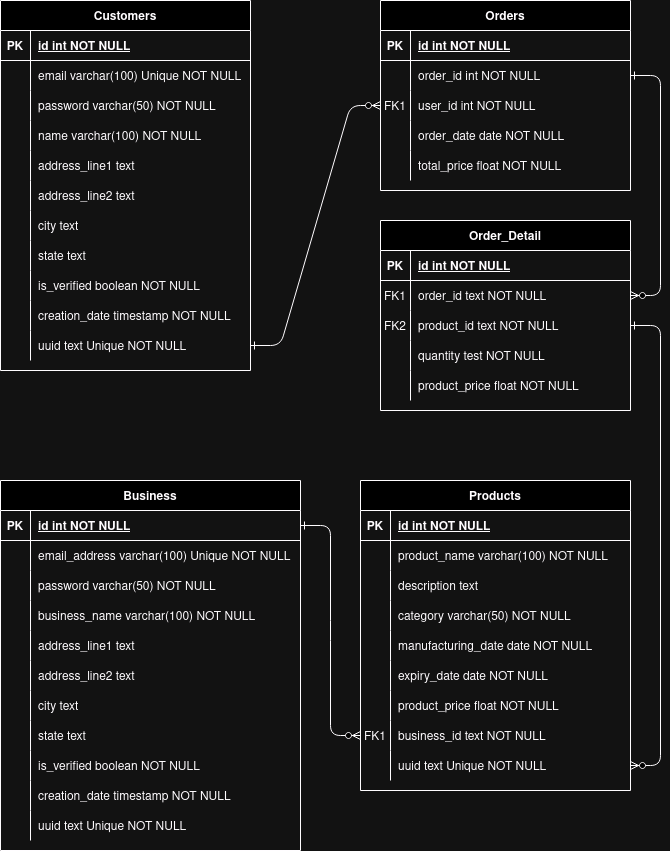 Customers
PK id int NOT NULL
email varchar(100) Unique NOT NULL
password varchar(50) NOT NULL
name varchar(100) NOT NULL
address_line1 text
address_line2 text
city text
state text
is_verified boolean NOT NULL
creation_date timestamp NOT NULL
uuid text Unique NOT NULL
Orders
PK id int NOT NULL
order_id int NOT NULL
FK1 user_id int NOT NULL
order_date date NOT NULL
total_price float NOT NULL
Order_Detail
PK id int NOT NULL
FK1 order_id text NOT NULL
FK2 product_id text NOT NULL
quantity test NOT NULL
product_price float NOT NULL
Business
PK id int NOT NULL
email_address varchar(100) Unique NOT NULL
password varchar(50) NOT NULL
business_name varchar(100) NOT NULL
address_line1 text
address_line2 text
city text
state text
is_verified boolean NOT NULL
creation_date timestamp NOT NULL
uuid text Unique NOT NULL
Products
PK id int NOT NULL
product_name varchar(100) NOT NULL
description text
category varchar(50) NOT NULL
manufacturing_date date NOT NULL
expiry_date date NOT NULL
product_price float NOT NULL
FK1 business_id text NOT NULL
uuid text Unique NOT NULL